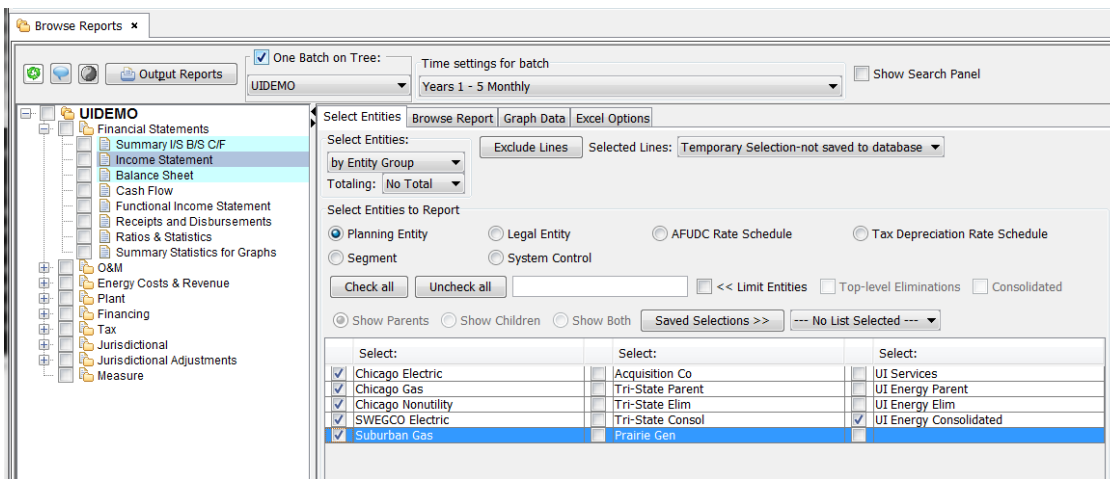 Browse Reports ×
Output Reports
One Batch on Tree:
UIDEMO
Time settings for batch
Years 1 - 5 Monthly
Show Search Panel
UIDEMO
Financial Statements
Summary I/S B/S C/F
Income Statement
Balance Sheet
Cash Flow
Functional Income Statement
Receipts and Disbursements
Ratios & Statistics
Summary Statistics for Graphs
O&M
Energy Costs & Revenue
Plant
Financing
Tax
Jurisdictional
Jurisdictional Adjustments
Measure
Select Entities Browse Report Graph Data Excel Options
Select Entities:
by Entity Group
Exclude Lines Selected Lines: Temporary Selection-not saved to database
Totaling: No Total
Select Entities to Report
Planning Entity Legal Entity AFUDC Rate Schedule Tax Depreciation Rate Schedule
Segment System Control
Check all Uncheck all << Limit Entities Top-level Eliminations Consolidated
Show Parents Show Children Show Both Saved Selections >> --- No List Selected ---
Select: Select: Select:
Chicago Electric Acquisition Co UI Services
Chicago Gas Tri-State Parent UI Energy Parent
Chicago Nonutility Tri-State Elim UI Energy Elim
SWEGCO Electric Tri-State Consol UI Energy Consolidated
Suburban Gas Prairie Gen